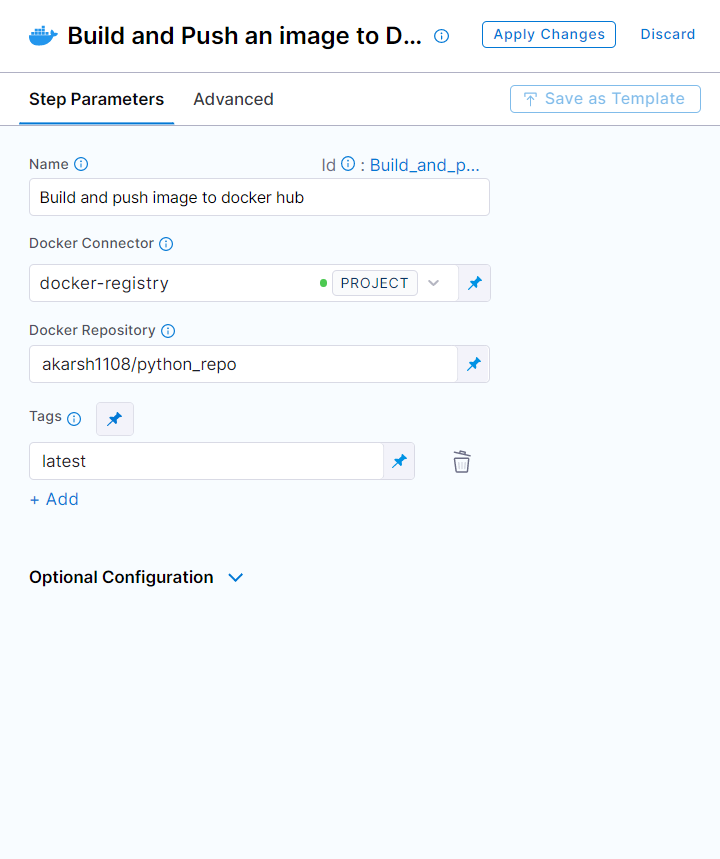 Build and Push an image to D...
Apply Changes
Discard
Step Parameters
Advanced
Save as Template
Name
Id : Build_and_p...
Build and push image to docker hub
Docker Connector
docker-registry
PROJECT
Docker Repository
akarsh1108/python_repo
Tags
latest
+ Add
Optional Configuration